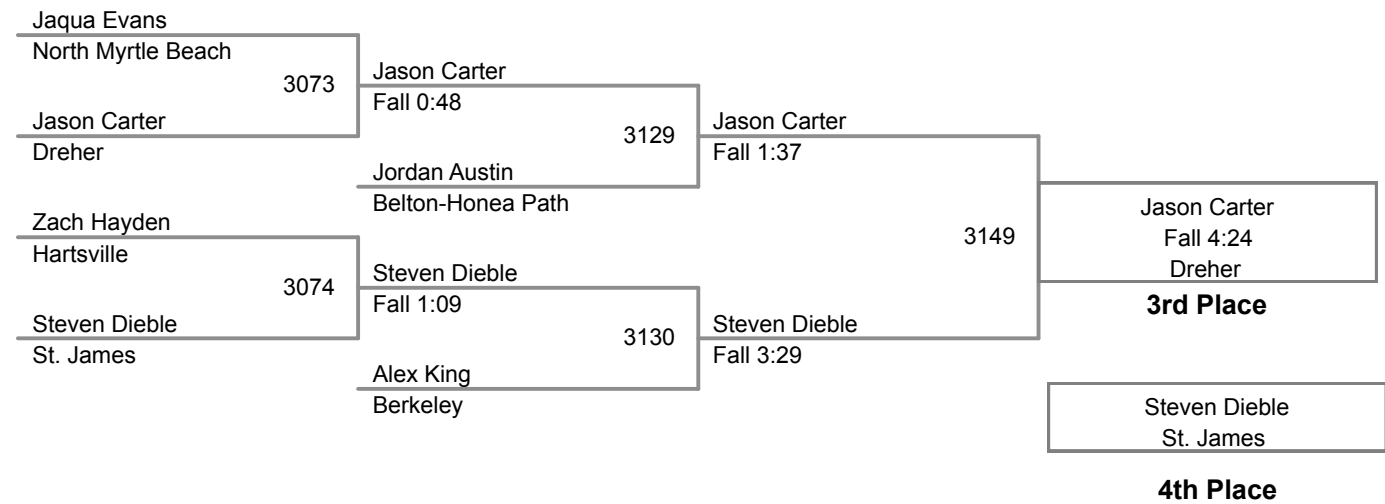 Jaqua Evans
North Myrtle Beach
3073
Jason Carter
Dreher
Zach Hayden
Hartsville
3074
Steven Dieble
St. James
Jason Carter
Fall 0:48
3129
Jordan Austin
Belton-Honea Path
Steven Dieble
Fall 1:09
3130
Alex King
Berkeley
Jason Carter
Fall 1:37
3149
Steven Dieble
Fall 3:29
Jason Carter
Fall 4:24
Dreher
3rd Place
Steven Dieble
St. James
4th Place